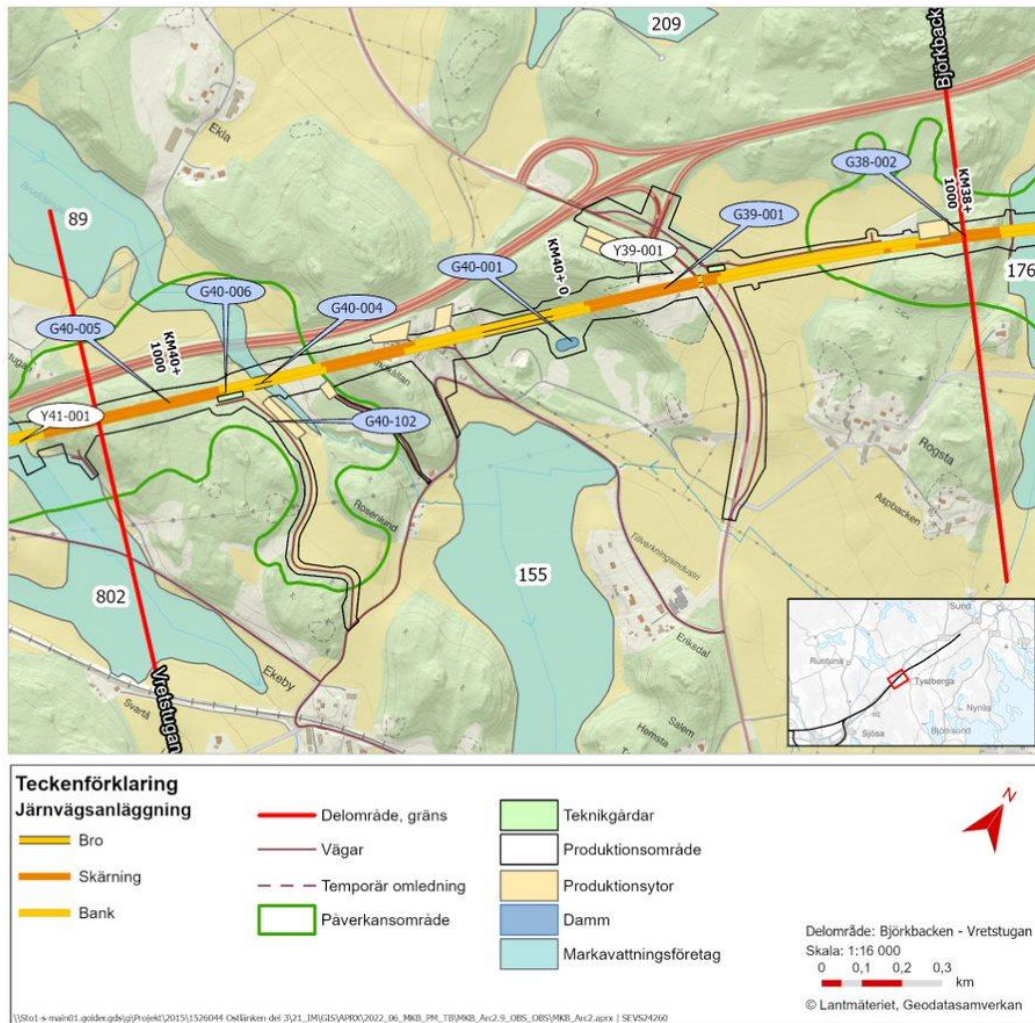 209
Björkbacken
Ekla
G38-002
KM38+
1000
89
G39-001
Y39-001
KM40+ 0
G40-001
176
G40-006
G40-004
G40-005
KM40+
1000
Y41-001
G40-102
Rogsta
Aspbacken
Rosenlund
Tillverkningsindustri
155
802
Eriksdal
Ekeby
Vretstugan
Svartå
Salem
Hemsta
Sund
Tystberga
Nynäs
Sjösa
Björksund
Teckenförklaring
Järnvägsanläggning
Bro
Skärning
Bank
Delområde, gräns
Vägar
Temporär omledning
Påverkansområde
Teknikgårdar
Produktionsområde
Produktionsytor
Damm
Markavattningsföretag
N
Delområde: Björkbacken - Vretstugan
Skala: 1:16 000
0 0,1 0,2 0,3
km
© Lantmäteriet, Geodatasamverkan